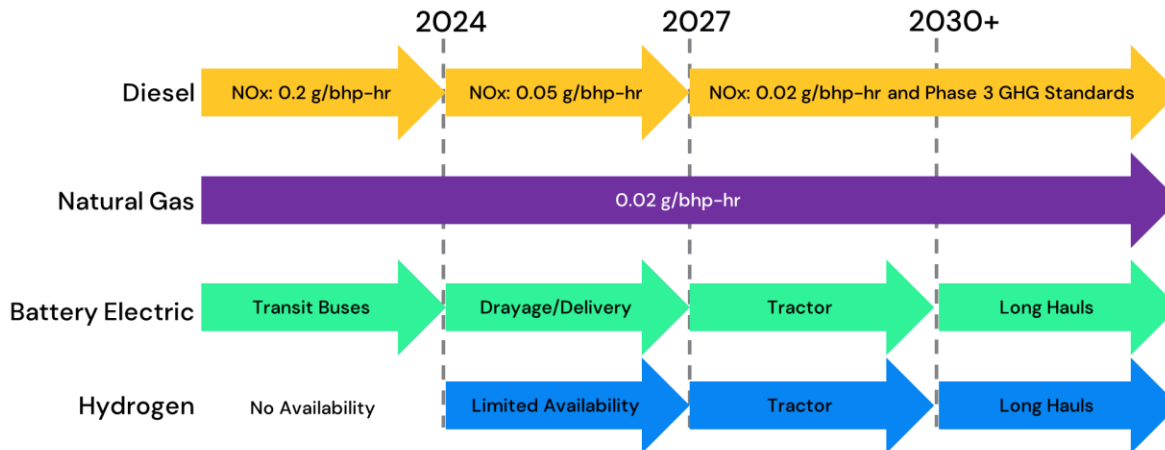 2024 2027 2030+
Diesel NOx: 0.2 g/bhp-hr NOx: 0.05 g/bhp-hr NOx: 0.02 g/bhp-hr and Phase 3 GHG Standards
Natural Gas 0.02 g/bhp-hr
Battery Electric Transit Buses Drayage/Delivery Tractor Long Hauls
Hydrogen No Availability Limited Availability Tractor Long Hauls